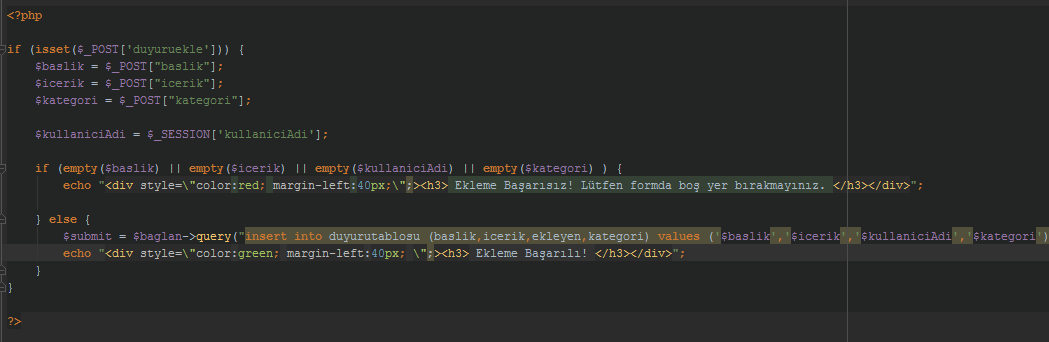 <?php
if (isset($_POST['duyuruekle'])) {
$baslik = $_POST["baslik"];
$icerik = $_POST["icerik"];
$kategori = $_POST["kategori"];
$kullaniciAdi = $_SESSION['kullaniciAdi'];
if (empty($baslik) || empty($icerik) || empty($kullaniciAdi) || empty($kategori) ) {
echo "<div style=\"color:red; margin-left:40px;\";><h3> Ekleme Başarısız! Lütfen formda boş yer bırakmayınız. </h3></div>";
} else {
$submit = $baglan->query("insert into duyurutablosu (baslik,icerik,ekleyen,kategori) values ('$baslik','$icerik','$kullaniciAdi','$kategori')
echo "<div style=\"color:green; margin-left:40px; \";><h3> Ekleme Başarılı! </h3></div>";
}
}
?>